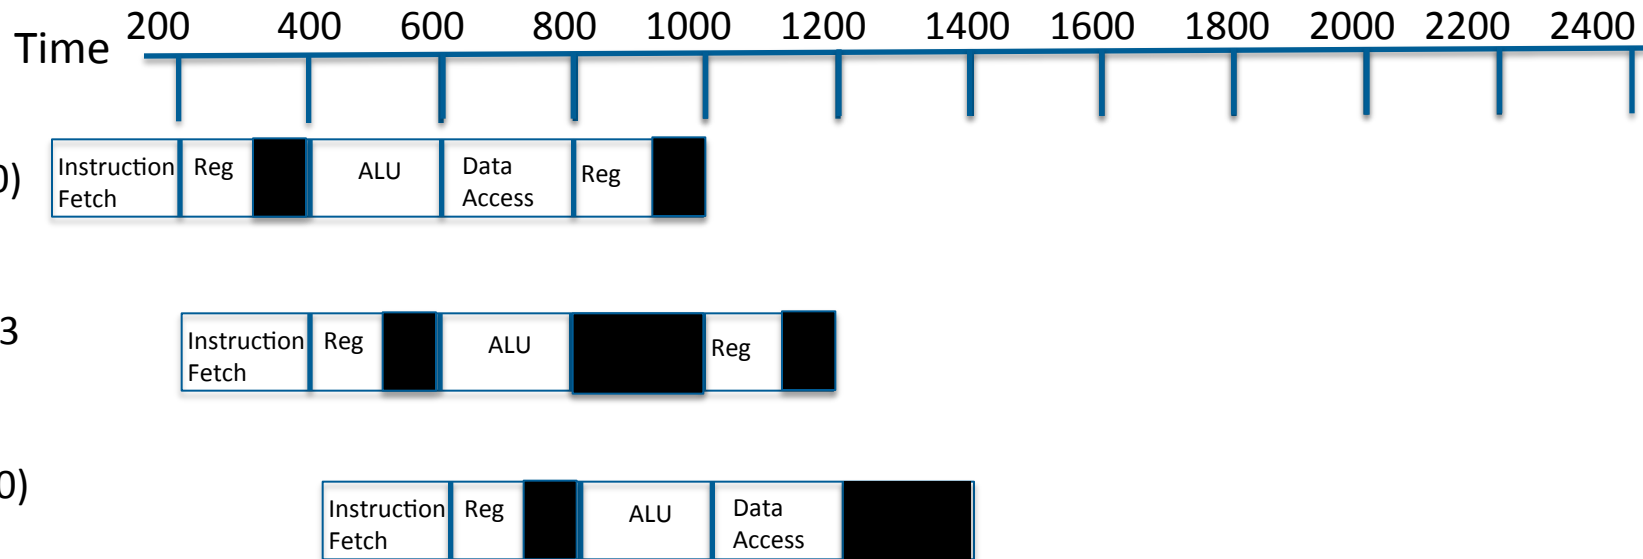 Time 200 400 600 800 1000 1200 1400 1600 1800 2000 2200 2400
0) Instruction Fetch Reg ALU Data Access Reg
3 Instruction Fetch Reg ALU Reg
0) Instruction Fetch Reg ALU Data Access